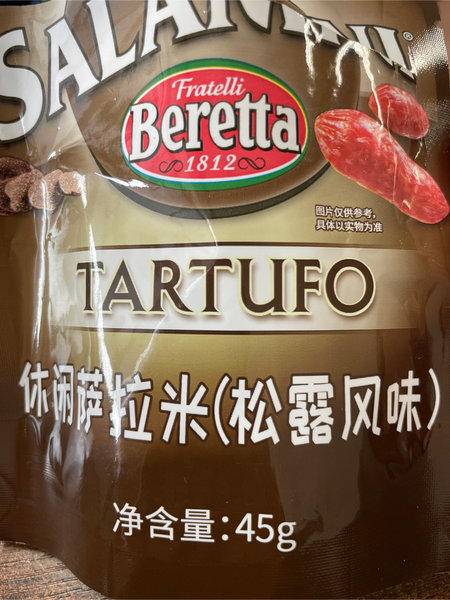 SALAMINI
Fratelli
Beretta
1812
图片仅供参考,
具体以实物为准
TARTUFO
休闲萨拉米(松露风味)
净含量:45g